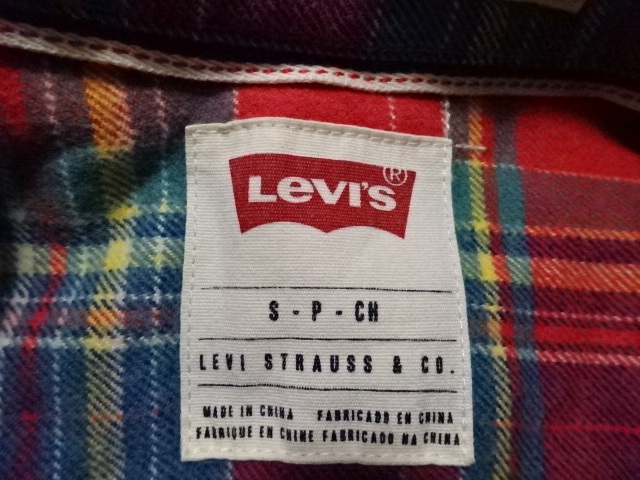 Levi's®
S - P - CH
LEVI STRAUSS & CO.
MADE IN CHINA FABRICADO EN CHINA
FABRIQUE EN CHINE FABRICADO NA CHINA